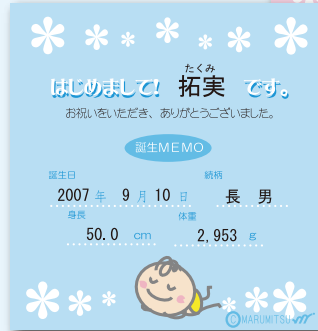 たくみ
はじめまして! 拓実 です。
お祝いをいただき、ありがとうございました。
誕生MEMO
誕生日 続柄
2007 年 9 月 10 日 長 男
身長 体重
50.0 cm 2,953 g
©MARUMITSU